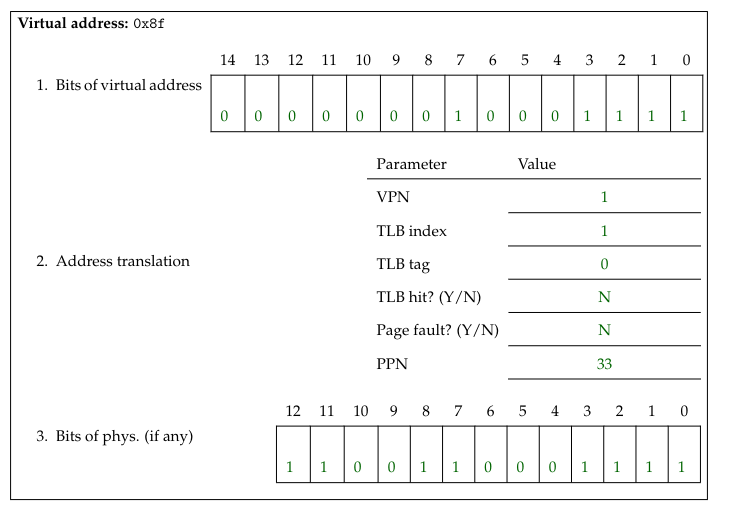 Virtual address: 0x8f
14 13 12 11 10 9 8 7 6 5 4 3 2 1 0
1. Bits of virtual address
0 0 0 0 0 0 0 1 0 0 0 1 1 1 1
Parameter Value
VPN 1
TLB index 1
2. Address translation
TLB tag 0
TLB hit? (Y/N) N
Page fault? (Y/N) N
PPN 33
12 11 10 9 8 7 6 5 4 3 2 1 0
3. Bits of phys. (if any)
1 1 0 0 1 1 0 0 0 1 1 1 1